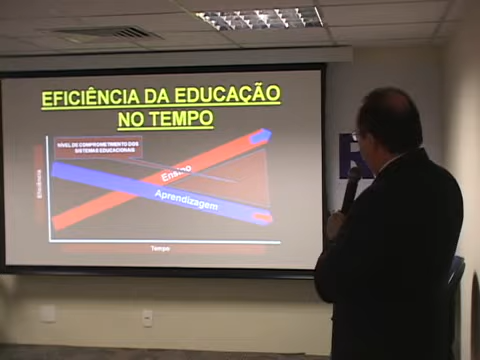 EFICIÊNCIA DA EDUCAÇÃO
NO TEMPO
NÍVEL DE COMPROMETIMENTO DOS
SISTEMAS EDUCACIONAIS
Ensino
Aprendizagem
Eficiência
Tempo
R